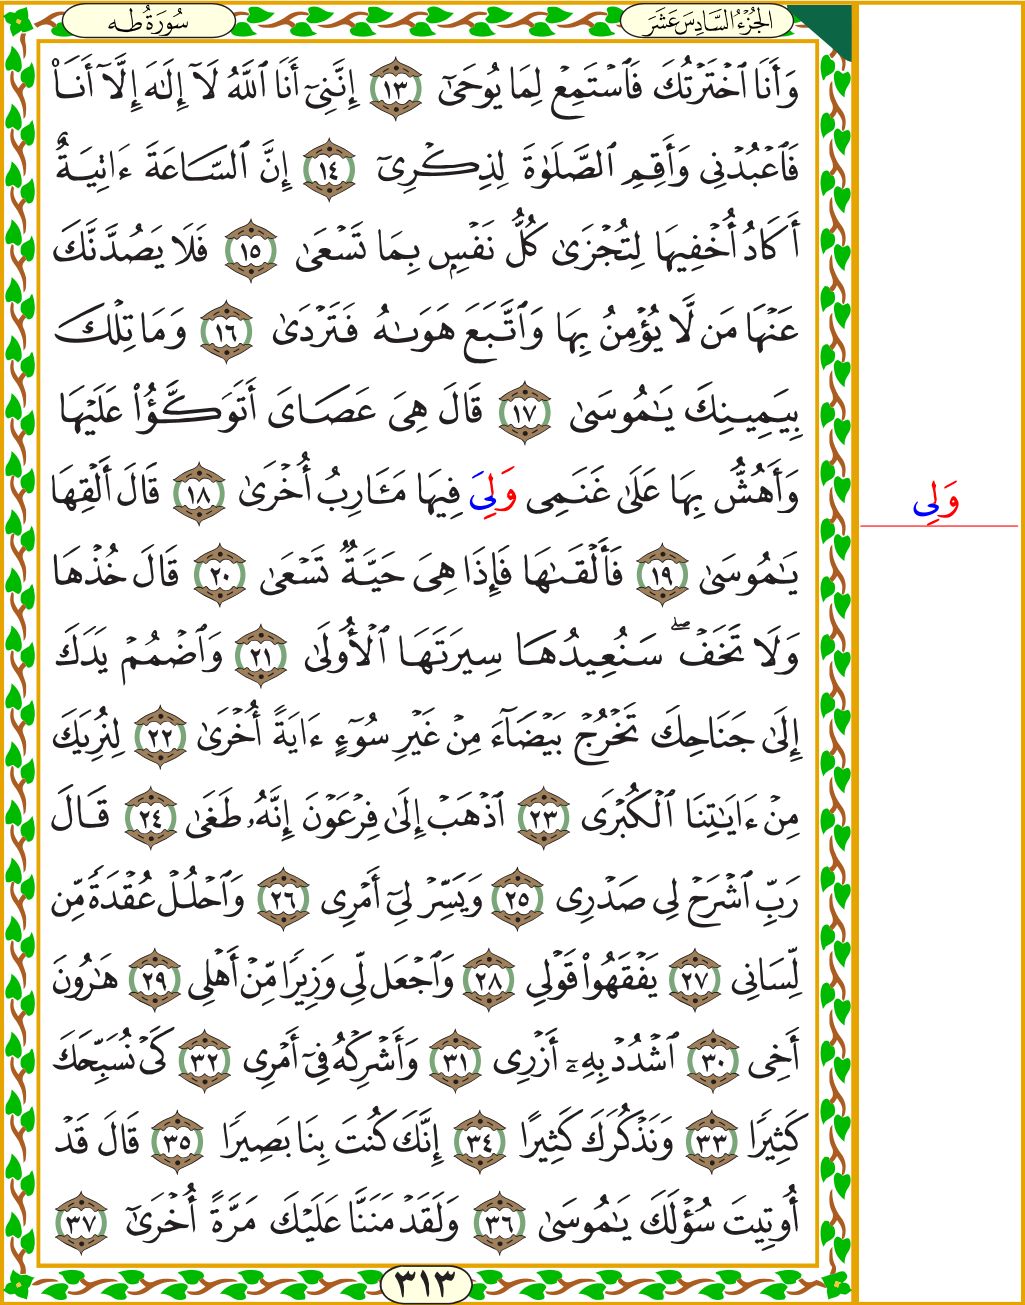 الجُزْءُ السَّادِسَ عَشَرَ
سُورَةُ طه
وَأَنَا ٱخْتَرْتُكَ فَٱسْتَمِعْ لِمَا يُوحَىٰٓ ١٣ إِنَّنِىٓ أَنَا ٱللَّهُ لَآ إِلَٰهَ إِلَّآ أَنَا۠
فَٱعْبُدْنِى وَأَقِمِ ٱلصَّلَوٰةَ لِذِكْرِىٓ ١٤ إِنَّ ٱلسَّاعَةَ ءَاتِيَةٌ
أَكَادُ أُخْفِيهَا لِتُجْزَىٰ كُلُّ نَفْسٍۭ بِمَا تَسْعَىٰ ١٥ فَلَا يَصُدَّنَّكَ
عَنْهَا مَن لَّا يُؤْمِنُ بِهَا وَٱتَّبَعَ هَوَىٰهُ فَتَرْدَىٰ ١٦ وَمَا تِلْكَ
بِيَمِينِكَ يَٰمُوسَىٰ ١٧ قَالَ هِىَ عَصَاىَ أَتَوَكَّؤُا۟ عَلَيْهَا
وَأَهُشُّ بِهَا عَلَىٰ غَنَمِى وَلِىَ فِيهَا مَـَٔارِبُ أُخْرَىٰ ١٨ قَالَ أَلْقِهَا
يَٰمُوسَىٰ ١٩ فَأَلْقَىٰهَا فَإِذَا هِىَ حَيَّةٌ تَسْعَىٰ ٢٠ قَالَ خُذْهَا
وَلَا تَخَفْ ۖ سَنُعِيدُهَا سِيرَتَهَا ٱلْأُولَىٰ ٢١ وَٱضْمُمْ يَدَكَ
إِلَىٰ جَنَاحِكَ تَخْرُجْ بَيْضَآءَ مِنْ غَيْرِ سُوٓءٍ ءَايَةً أُخْرَىٰ ٢٢ لِنُرِيَكَ
مِنْ ءَايَٰتِنَا ٱلْكُبْرَى ٢٣ ٱذْهَبْ إِلَىٰ فِرْعَوْنَ إِنَّهُۥ طَغَىٰ ٢٤ قَالَ
رَبِّ ٱشْرَحْ لِى صَدْرِى ٢٥ وَيَسِّرْ لِىٓ أَمْرِى ٢٦ وَٱحْلُلْ عُقْدَةً مِّن
لِّسَانِى ٢٧ يَفْقَهُوا۟ قَوْلِى ٢٨ وَٱجْعَل لِّى وَزِيرًا مِّنْ أَهْلِى ٢٩ هَٰرُونَ
أَخِى ٣٠ ٱشْدُدْ بِهِۦٓ أَزْرِى ٣١ وَأَشْرِكْهُ فِىٓ أَمْرِى ٣٢ كَىْ نُسَبِّحَكَ
كَثِيرًا ٣٣ وَنَذْكُرَكَ كَثِيرًا ٣٤ إِنَّكَ كُنتَ بِنَا بَصِيرًا ٣٥ قَالَ قَدْ
أُوتِيتَ سُؤْلَكَ يَٰمُوسَىٰ ٣٦ وَلَقَدْ مَنَنَّا عَلَيْكَ مَرَّةً أُخْرَىٰٓ ٣٧
٣١٣
وَلِى